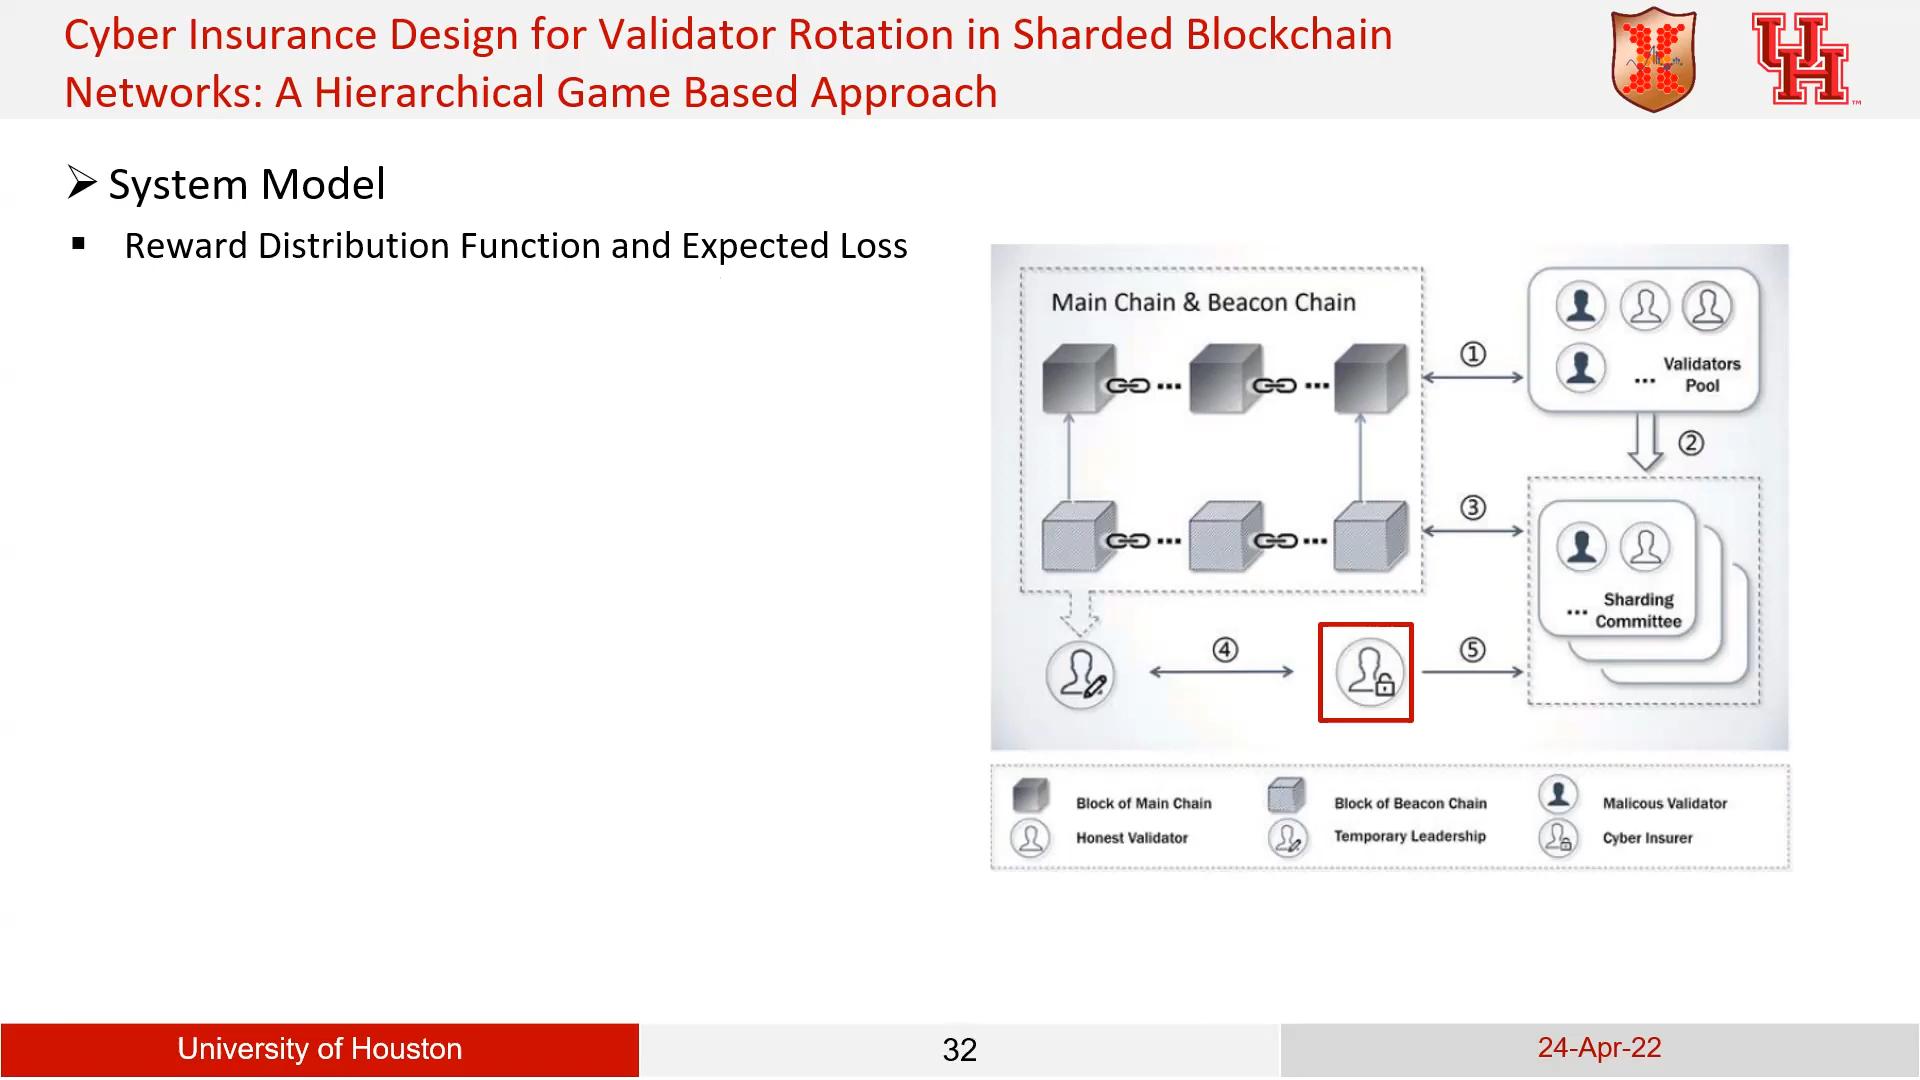 Cyber Insurance Design for Validator Rotation in Sharded Blockchain
Networks: A Hierarchical Game Based Approach
UH
TM
➢ System Model
▪ Reward Distribution Function and Expected Loss
Main Chain & Beacon Chain
①
Validators
... Pool
②
③
... Sharding
Committee
④
⑤
Block of Main Chain
Block of Beacon Chain
Malicous Validator
Honest Validator
Temporary Leadership
Cyber Insurer
University of Houston
32
24-Apr-22